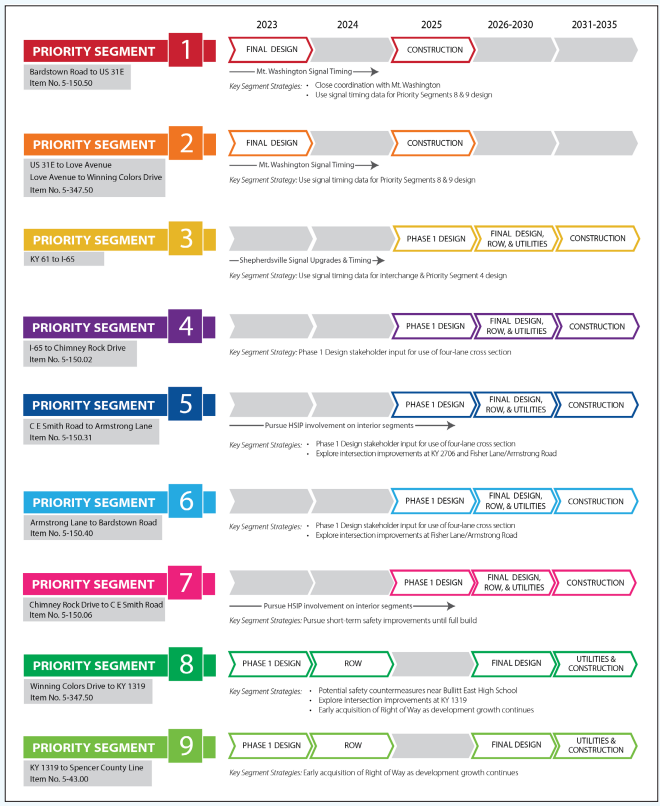 2023 2024 2025 2026-2030 2031-2035
PRIORITY SEGMENT 1 FINAL DESIGN CONSTRUCTION
Bardstown Road to US 31E
Item No. 5-150.50
Mt. Washington Signal Timing
Key Segment Strategies: • Close coordination with Mt. Washington
• Use signal timing data for Priority Segments 8 & 9 design
PRIORITY SEGMENT 2 FINAL DESIGN CONSTRUCTION
US 31E to Love Avenue
Love Avenue to Winning Colors Drive
Item No. 5-347.50
Mt. Washington Signal Timing
Key Segment Strategy: Use signal timing data for Priority Segments 8 & 9 design
PRIORITY SEGMENT 3 PHASE 1 DESIGN FINAL DESIGN, ROW, & UTILITIES CONSTRUCTION
KY 61 to I-65
Shepherdsville Signal Upgrades & Timing
Key Segment Strategy: Use signal timing data for interchange & Priority Segment 4 design
PRIORITY SEGMENT 4 PHASE 1 DESIGN FINAL DESIGN, ROW, & UTILITIES CONSTRUCTION
I-65 to Chimney Rock Drive
Item No. 5-150.02
Key Segment Strategy: Phase 1 Design stakeholder input for use of four-lane cross section
PRIORITY SEGMENT 5 PHASE 1 DESIGN FINAL DESIGN, ROW, & UTILITIES CONSTRUCTION
C E Smith Road to Armstrong Lane
Item No. 5-150.31
Pursue HSIP involvement on interior segments
Key Segment Strategies: • Phase 1 Design stakeholder input for use of four-lane cross section
• Explore intersection improvements at KY 2706 and Fisher Lane/Armstrong Road
PRIORITY SEGMENT 6 PHASE 1 DESIGN FINAL DESIGN, ROW, & UTILITIES CONSTRUCTION
Armstrong Lane to Bardstown Road
Item No. 5-150.40
Key Segment Strategies: • Phase 1 Design stakeholder input for use of four-lane cross section
• Explore intersection improvements at Fisher Lane/Armstrong Road
PRIORITY SEGMENT 7 PHASE 1 DESIGN FINAL DESIGN, ROW, & UTILITIES CONSTRUCTION
Chimney Rock Drive to C E Smith Road
Item No. 5-150.06
Pursue HSIP involvement on interior segments
Key Segment Strategies: Pursue short-term safety improvements until full build
PRIORITY SEGMENT 8 PHASE 1 DESIGN ROW FINAL DESIGN UTILITIES & CONSTRUCTION
Winning Colors Drive to KY 1319
Item No. 5-347.50
Key Segment Strategies: • Potential safety countermeasures near Bullitt East High School
• Explore intersection improvements at KY 1319
• Early acquisition of Right of Way as development growth continues
PRIORITY SEGMENT 9 PHASE 1 DESIGN ROW FINAL DESIGN UTILITIES & CONSTRUCTION
KY 1319 to Spencer County Line
Item No. 5-43.00
Key Segment Strategies: Early acquisition of Right of Way as development growth continues